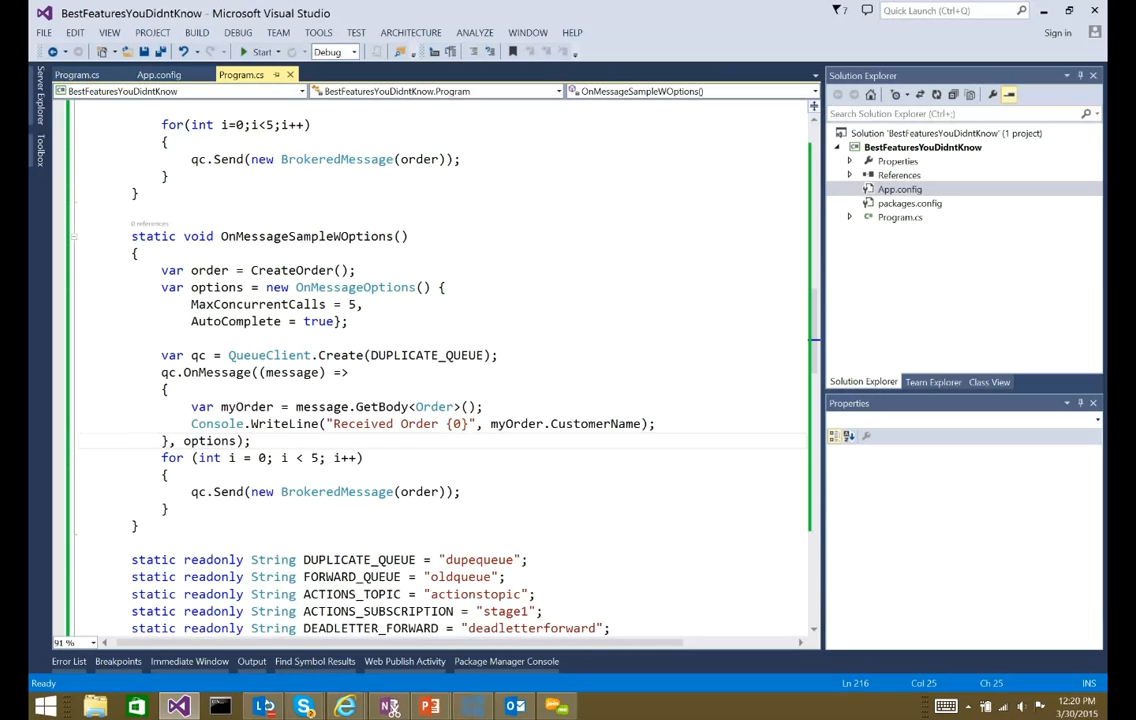 BestFeaturesYouDidntKnow - Microsoft Visual Studio
7
Quick Launch (Ctrl+Q)
FILE EDIT VIEW PROJECT BUILD DEBUG TEAM TOOLS TEST ARCHITECTURE ANALYZE WINDOW HELP
Sign in
Start Debug
Server Explorer
Toolbox
Program.cs App.config Program.cs
BestFeaturesYouDidntKnow BestFeaturesYouDidntKnow.Program OnMessageSampleWOptions()
for(int i=0;i<5;i++)
{
qc.Send(new BrokeredMessage(order));
}
}
0 references
static void OnMessageSampleWOptions()
{
var order = CreateOrder();
var options = new OnMessageOptions() {
MaxConcurrentCalls = 5,
AutoComplete = true};
var qc = QueueClient.Create(DUPLICATE_QUEUE);
qc.OnMessage((message) =>
{
var myOrder = message.GetBody<Order>();
Console.WriteLine("Received Order {0}", myOrder.CustomerName);
}, options);
for (int i = 0; i < 5; i++)
{
qc.Send(new BrokeredMessage(order));
}
}
static readonly String DUPLICATE_QUEUE = "dupequeue";
static readonly String FORWARD_QUEUE = "oldqueue";
static readonly String ACTIONS_TOPIC = "actionstopic";
static readonly String ACTIONS_SUBSCRIPTION = "stage1";
static readonly String DEADLETTER_FORWARD = "deadletterforward";
91 %
Solution Explorer
Search Solution Explorer (Ctrl+;)
Solution 'BestFeaturesYouDidntKnow' (1 project)
BestFeaturesYouDidntKnow
Properties
References
App.config
packages.config
Program.cs
Solution Explorer Team Explorer Class View
Properties
Error List Breakpoints Immediate Window Output Find Symbol Results Web Publish Activity Package Manager Console
Ready Ln 216 Col 25 Ch 25 INS
12:20 PM
3/30/2015